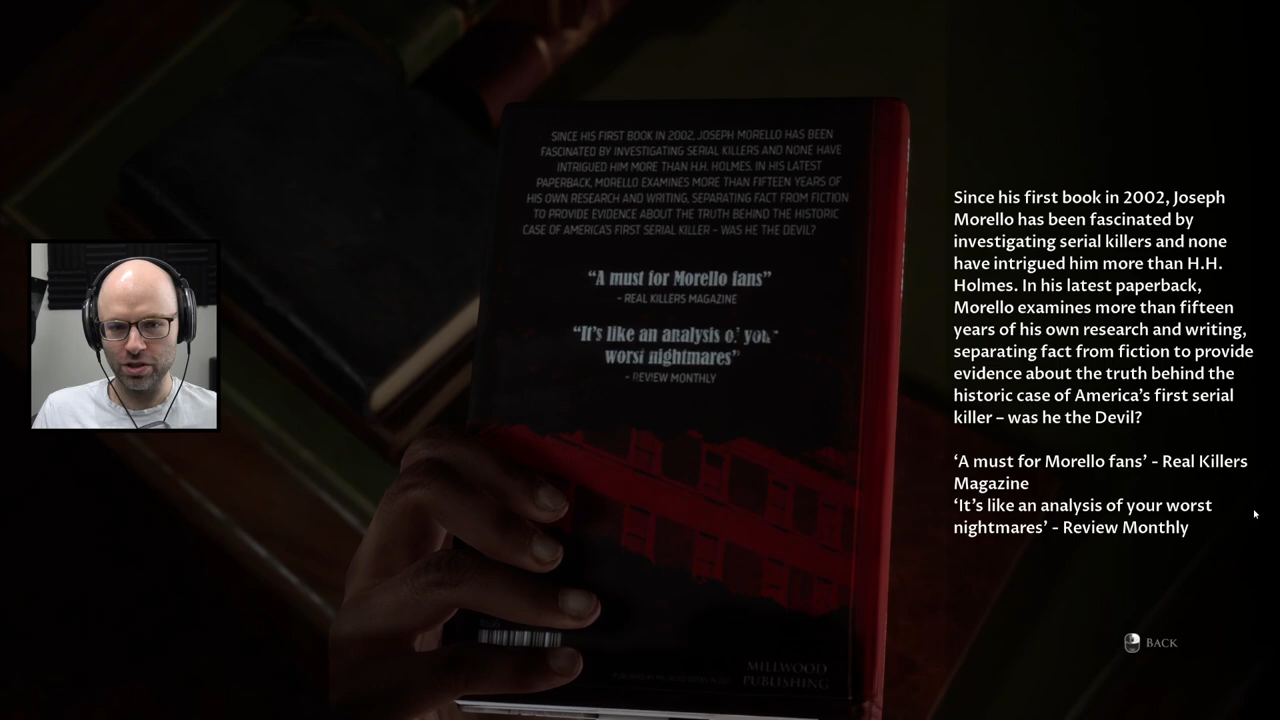 SINCE HIS FIRST BOOK IN 2002, JOSEPH MORELLO HAS BEEN
FASCINATED BY INVESTIGATING SERIAL KILLERS AND NONE HAVE
INTRIGUED HIM MORE THAN H.H. HOLMES. IN HIS LATEST
PAPERBACK, MORELLO EXAMINES MORE THAN FIFTEEN YEARS OF
HIS OWN RESEARCH AND WRITING, SEPARATING FACT FROM FICTION
TO PROVIDE EVIDENCE ABOUT THE TRUTH BEHIND THE HISTORIC
CASE OF AMERICA'S FIRST SERIAL KILLER – WAS HE THE DEVIL?
“A must for Morello fans”
- REAL KILLERS MAGAZINE
“It's like an analysis of your
worst nightmares”
- REVIEW MONTHLY
MILLWOOD
PUBLISHING
Since his first book in 2002, Joseph
Morello has been fascinated by
investigating serial killers and none
have intrigued him more than H.H.
Holmes. In his latest paperback,
Morello examines more than fifteen
years of his own research and writing,
separating fact from fiction to provide
evidence about the truth behind the
historic case of America's first serial
killer – was he the Devil?
‘A must for Morello fans’ - Real Killers
Magazine
‘It's like an analysis of your worst
nightmares’ - Review Monthly
BACK